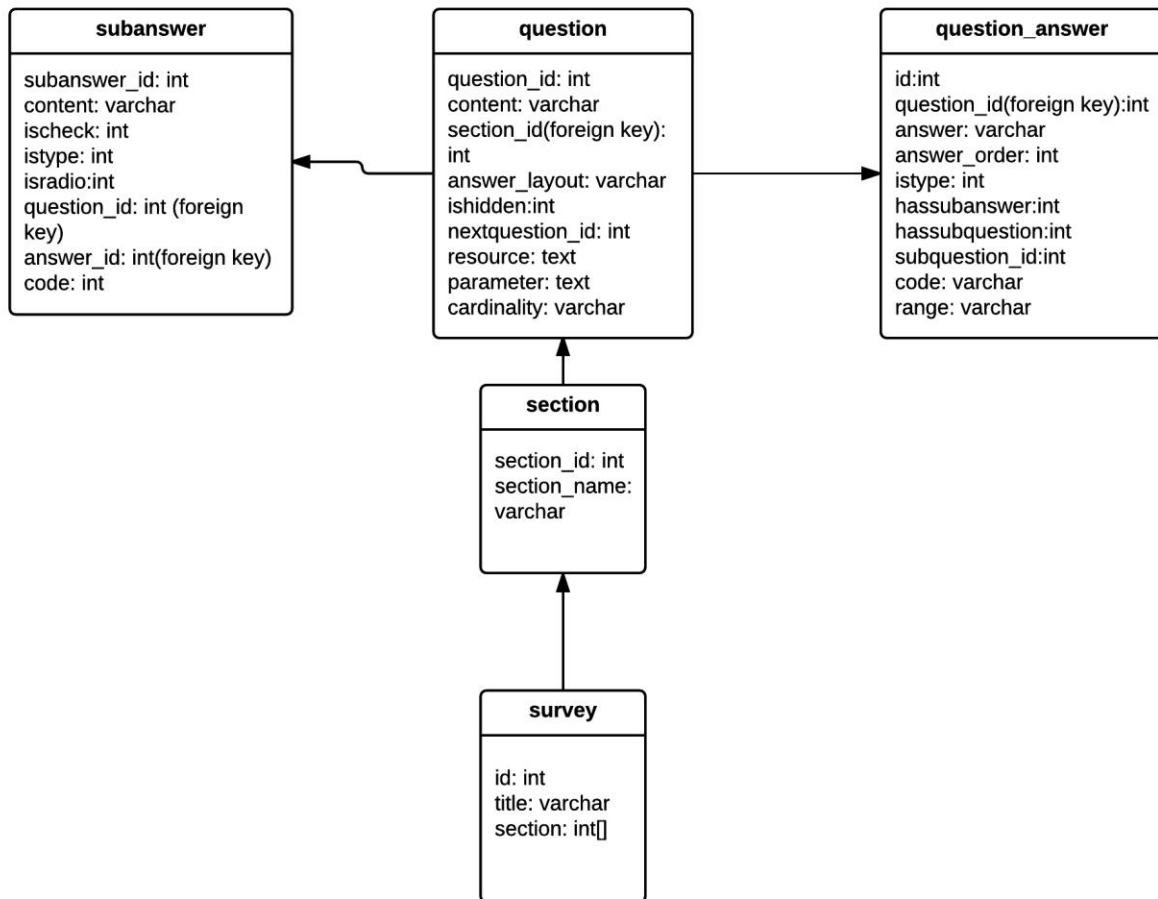 subanswer
subanswer_id: int
content: varchar
ischeck: int
istype: int
isradio:int
question_id: int (foreign
key)
answer_id: int(foreign key)
code: int
question
question_id: int
content: varchar
section_id(foreign key):
int
answer_layout: varchar
ishidden:int
nextquestion_id: int
resource: text
parameter: text
cardinality: varchar
question_answer
id:int
question_id(foreign key):int
answer: varchar
answer_order: int
istype: int
hassubanswer:int
hassubquestion:int
subquestion_id:int
code: varchar
range: varchar
section
section_id: int
section_name:
varchar
survey
id: int
title: varchar
section: int[]